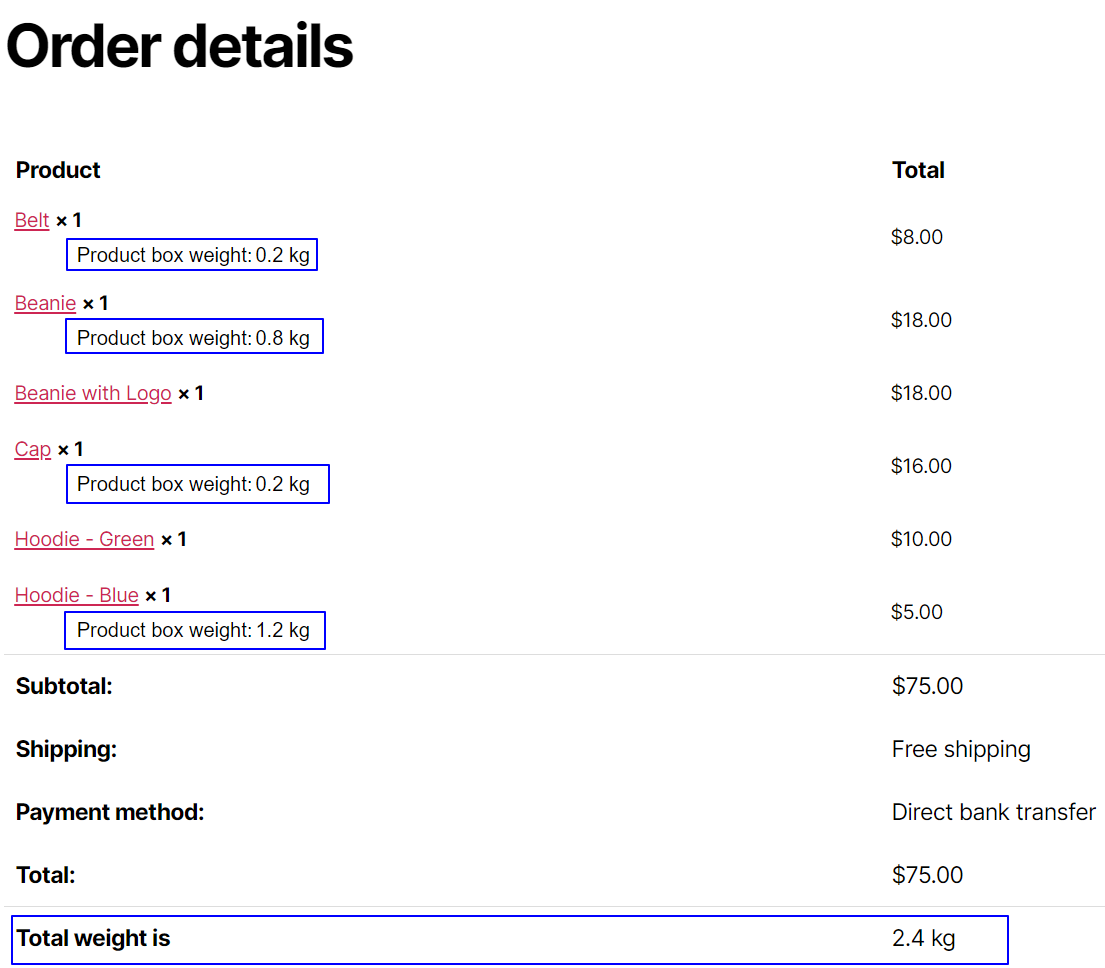 Order details
Product Total
Belt × 1
$8.00
Product box weight: 0.2 kg
Beanie × 1
$18.00
Product box weight: 0.8 kg
Beanie with Logo × 1 $18.00
Cap × 1
$16.00
Product box weight: 0.2 kg
Hoodie - Green × 1 $10.00
Hoodie - Blue × 1
$5.00
Product box weight: 1.2 kg
Subtotal: $75.00
Shipping: Free shipping
Payment method: Direct bank transfer
Total: $75.00
Total weight is 2.4 kg